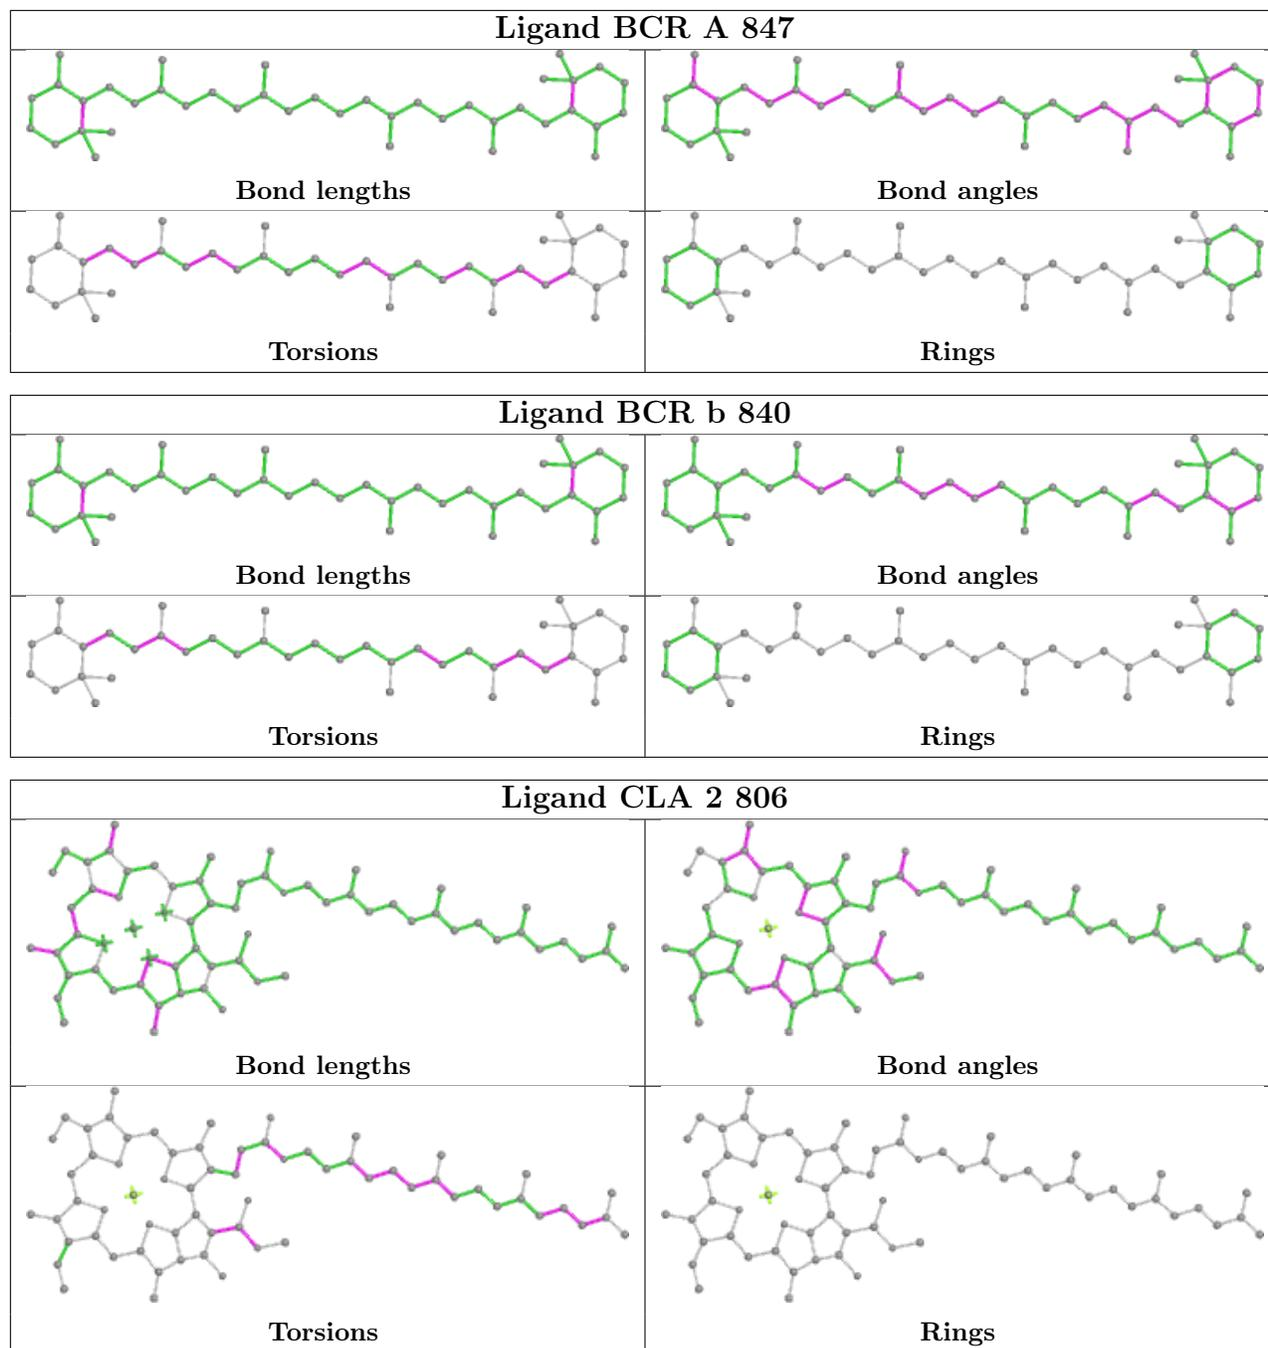 Ligand BCR A 847
Bond lengths
Bond angles
Torsions
Rings
Ligand BCR b 840
Bond lengths
Bond angles
Torsions
Rings
Ligand CLA 2 806
Bond lengths
Bond angles
Torsions
Rings